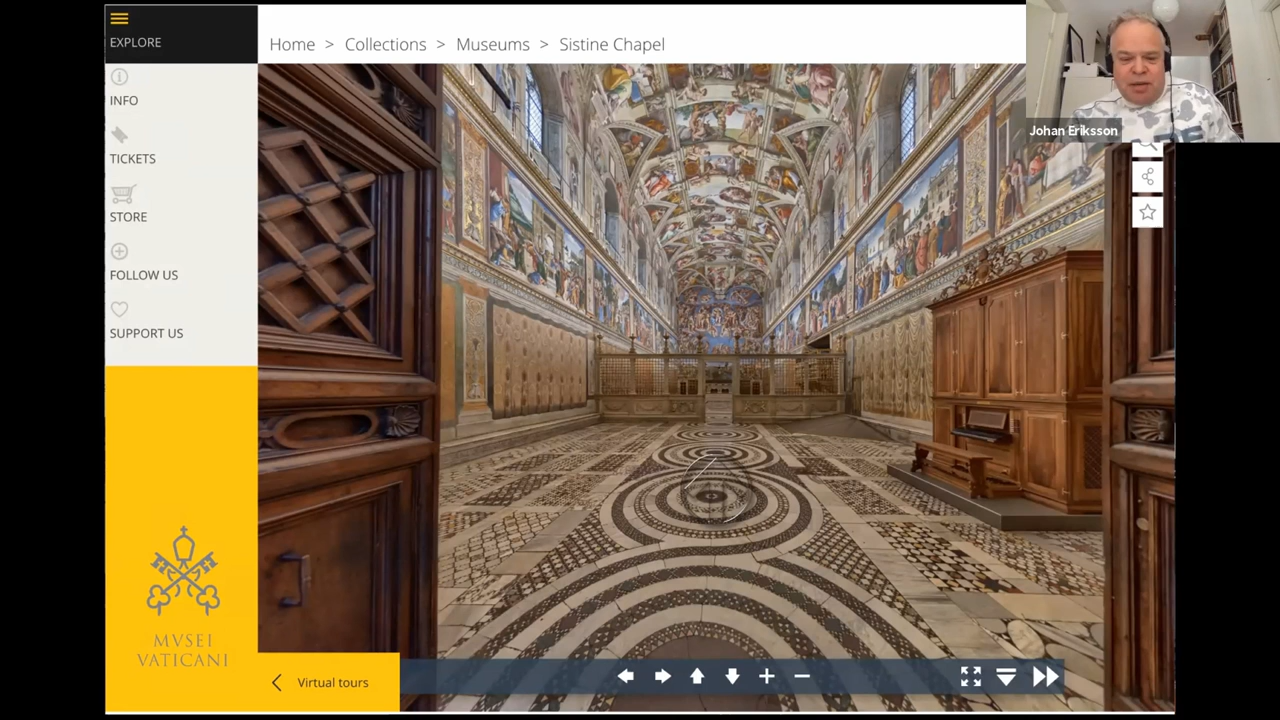 EXPLORE
Home > Collections > Museums > Sistine Chapel
INFO
TICKETS
STORE
FOLLOW US
SUPPORT US
Johan Eriksson
MVSEI
VATICANI
Virtual tours